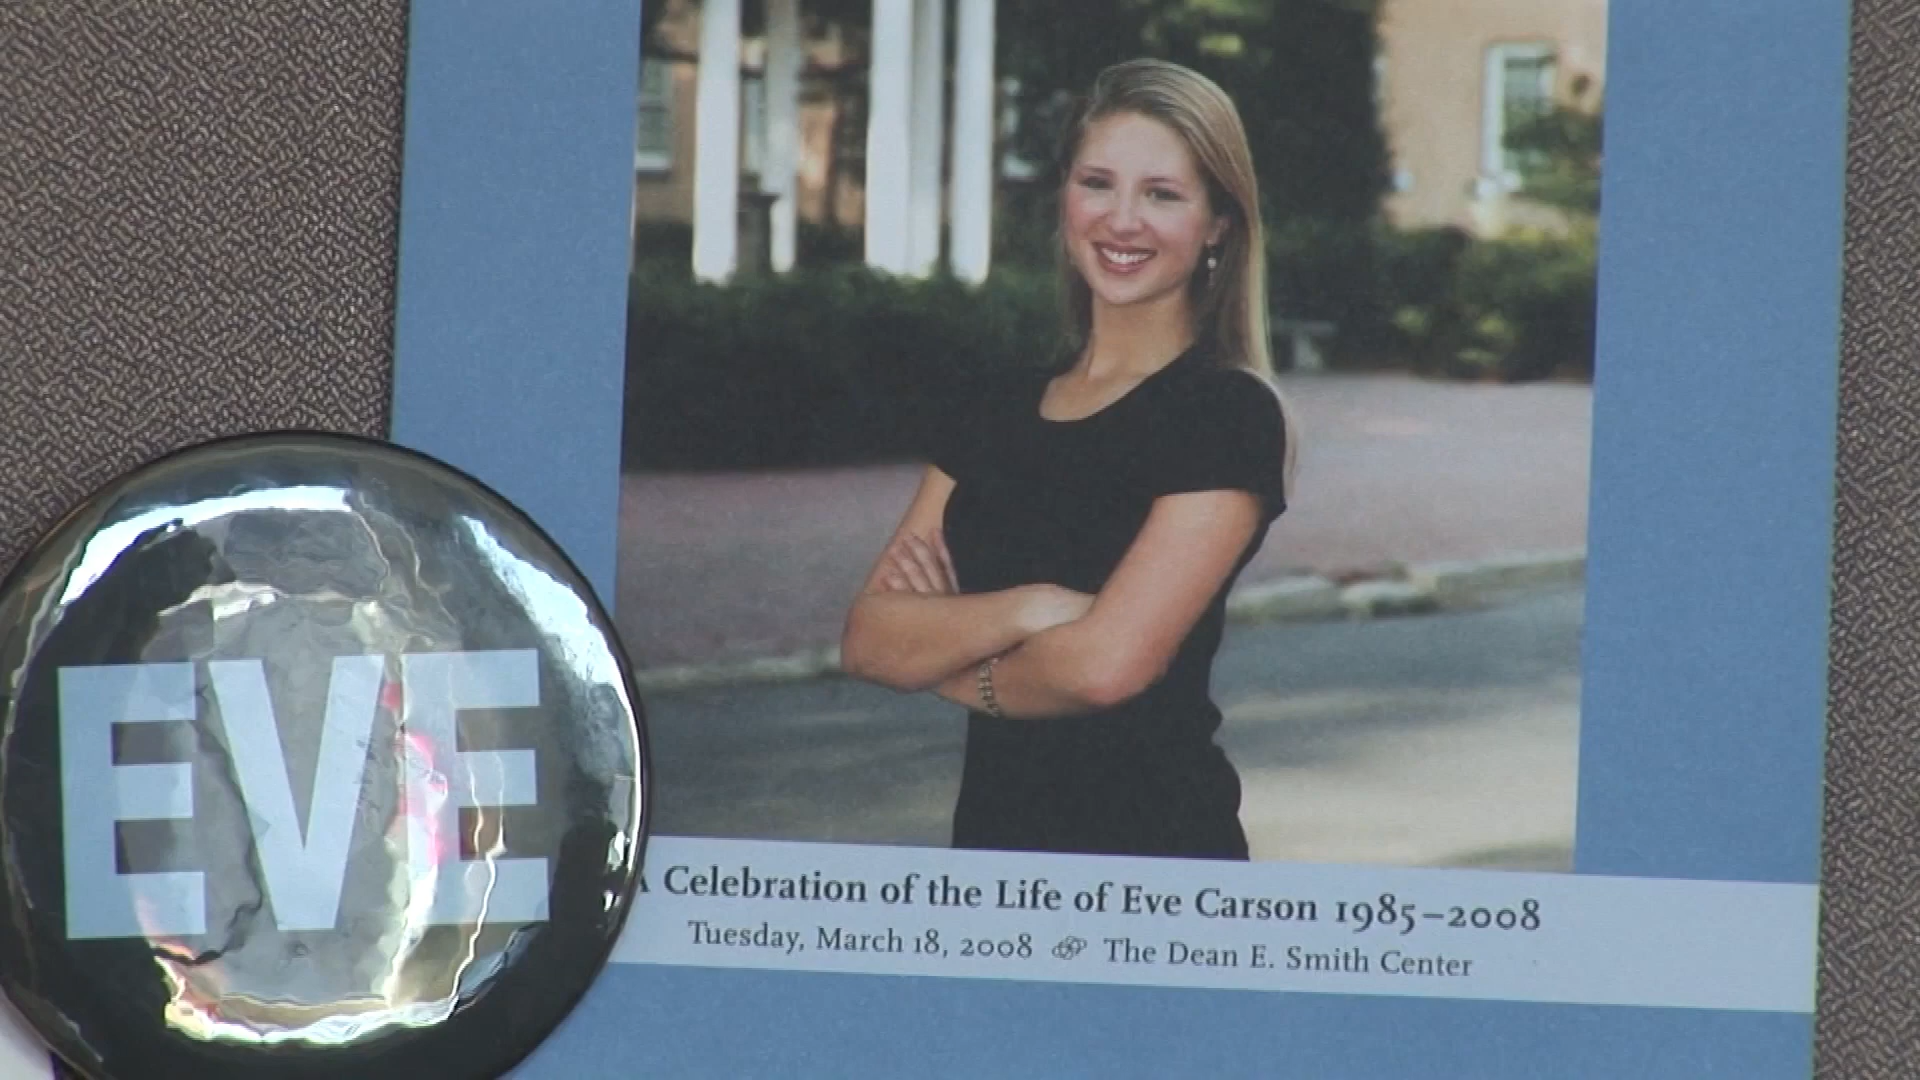 EVE
A Celebration of the Life of Eve Carson 1985–2008
Tuesday, March 18, 2008 The Dean E. Smith Center